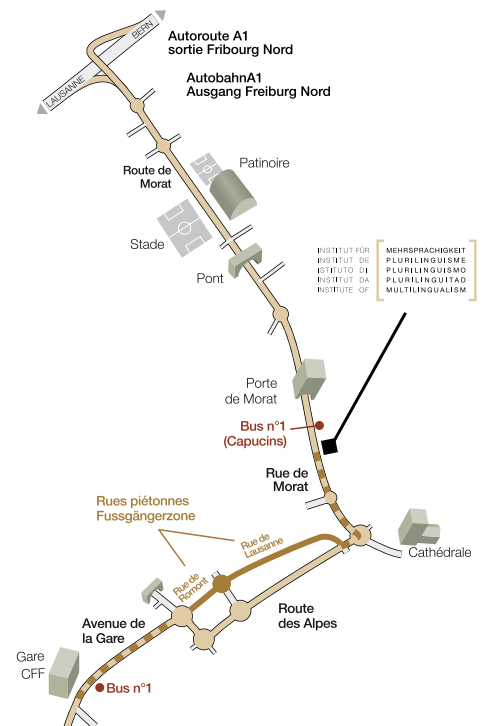 Autoroute A1
sortie Fribourg Nord
BERN
LAUSANNE
AutobahnA1
Ausgang Freiburg Nord
Patinoire
Route de
Morat
Stade
Pont
INSTITUT FÜR MEHRSPRACHIGKEIT
INSTITUT DE PLURILINGUISME
ISTITUTO DI PLURILINGUISMO
INSTITUT DA PLURILINGUITAD
INSTITUTE OF MULTILINGUALISM
Porte
de Morat
Bus n°1
(Capucins)
Rue de
Morat
Rues piétonnes
Fussgängerzone
Rue de
Lausanne
Cathédrale
Rue de
Romont
Route
des Alpes
Avenue de
la Gare
Gare
CFF
Bus n°1